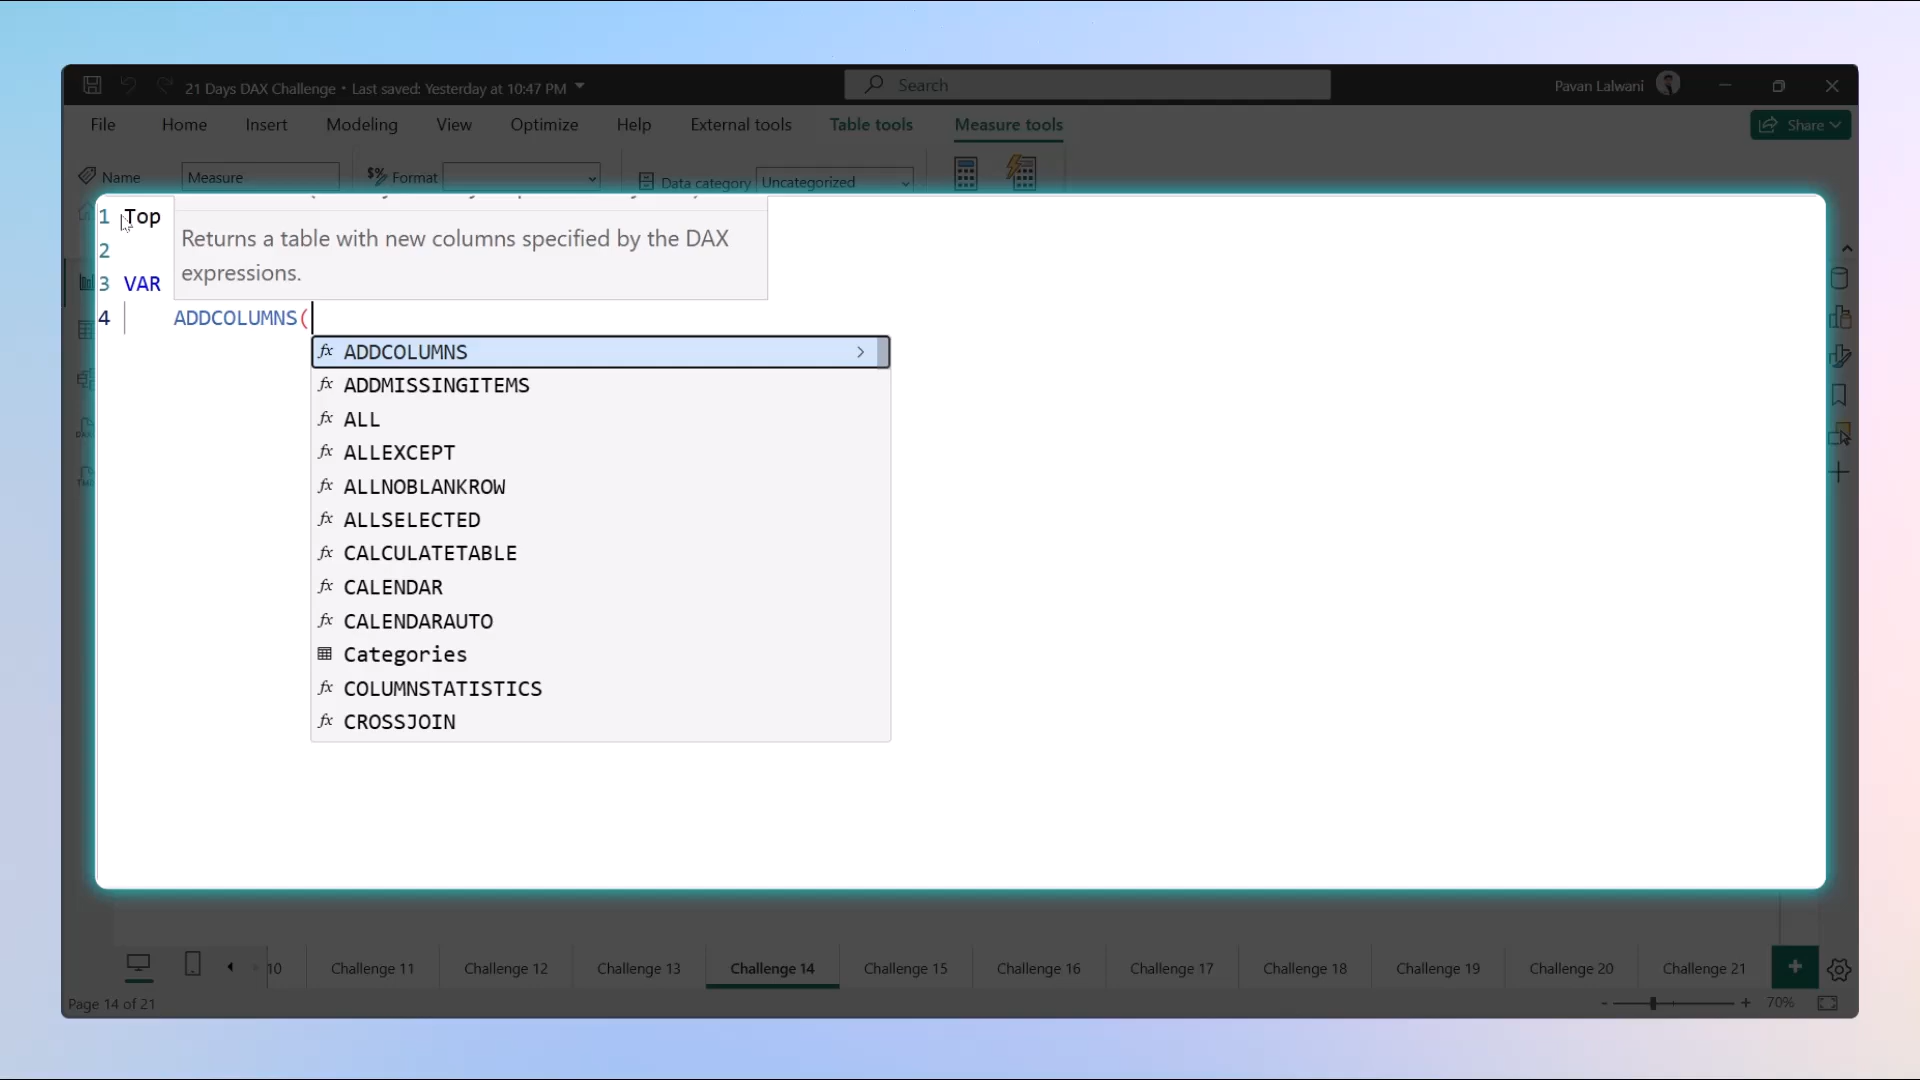 21 Days DAX Challenge • Last saved: Yesterday at 10:47 PM
Search
Pavan Lalwani
File
Home
Insert
Modeling
View
Optimize
Help
External tools
Table tools
Measure tools
Share
Name
Measure
Format
Data category
Uncategorized
1 Top
Returns a table with new columns specified by the DAX
expressions.
2
3 VAR
4 ADDCOLUMNS(
ADDCOLUMNS
ADDMISSINGITEMS
ALL
ALLEXCEPT
ALLNOBLANKROW
ALLSELECTED
CALCULATETABLE
CALENDAR
CALENDARAUTO
Categories
COLUMNSTATISTICS
CROSSJOIN
10
Challenge 11
Challenge 12
Challenge 13
Challenge 14
Challenge 15
Challenge 16
Challenge 17
Challenge 18
Challenge 19
Challenge 20
Challenge 21
Page 14 of 21
70%